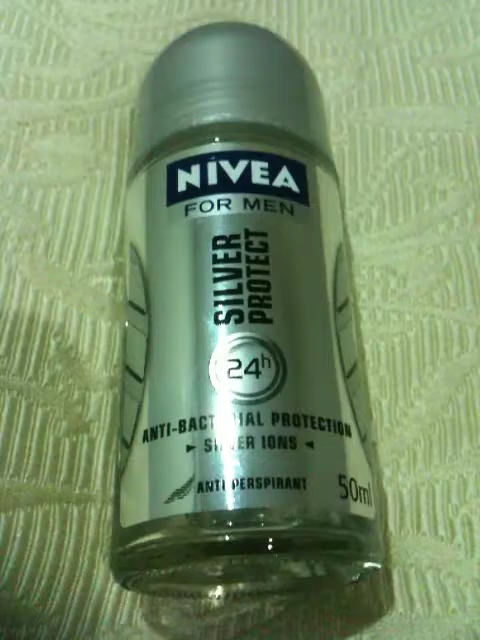 NIVEA
FOR MEN
SILVER
PROTECT
24h
ANTI-BACTERIAL PROTECTION
SILVER IONS
ANTI PERSPIRANT
50ml